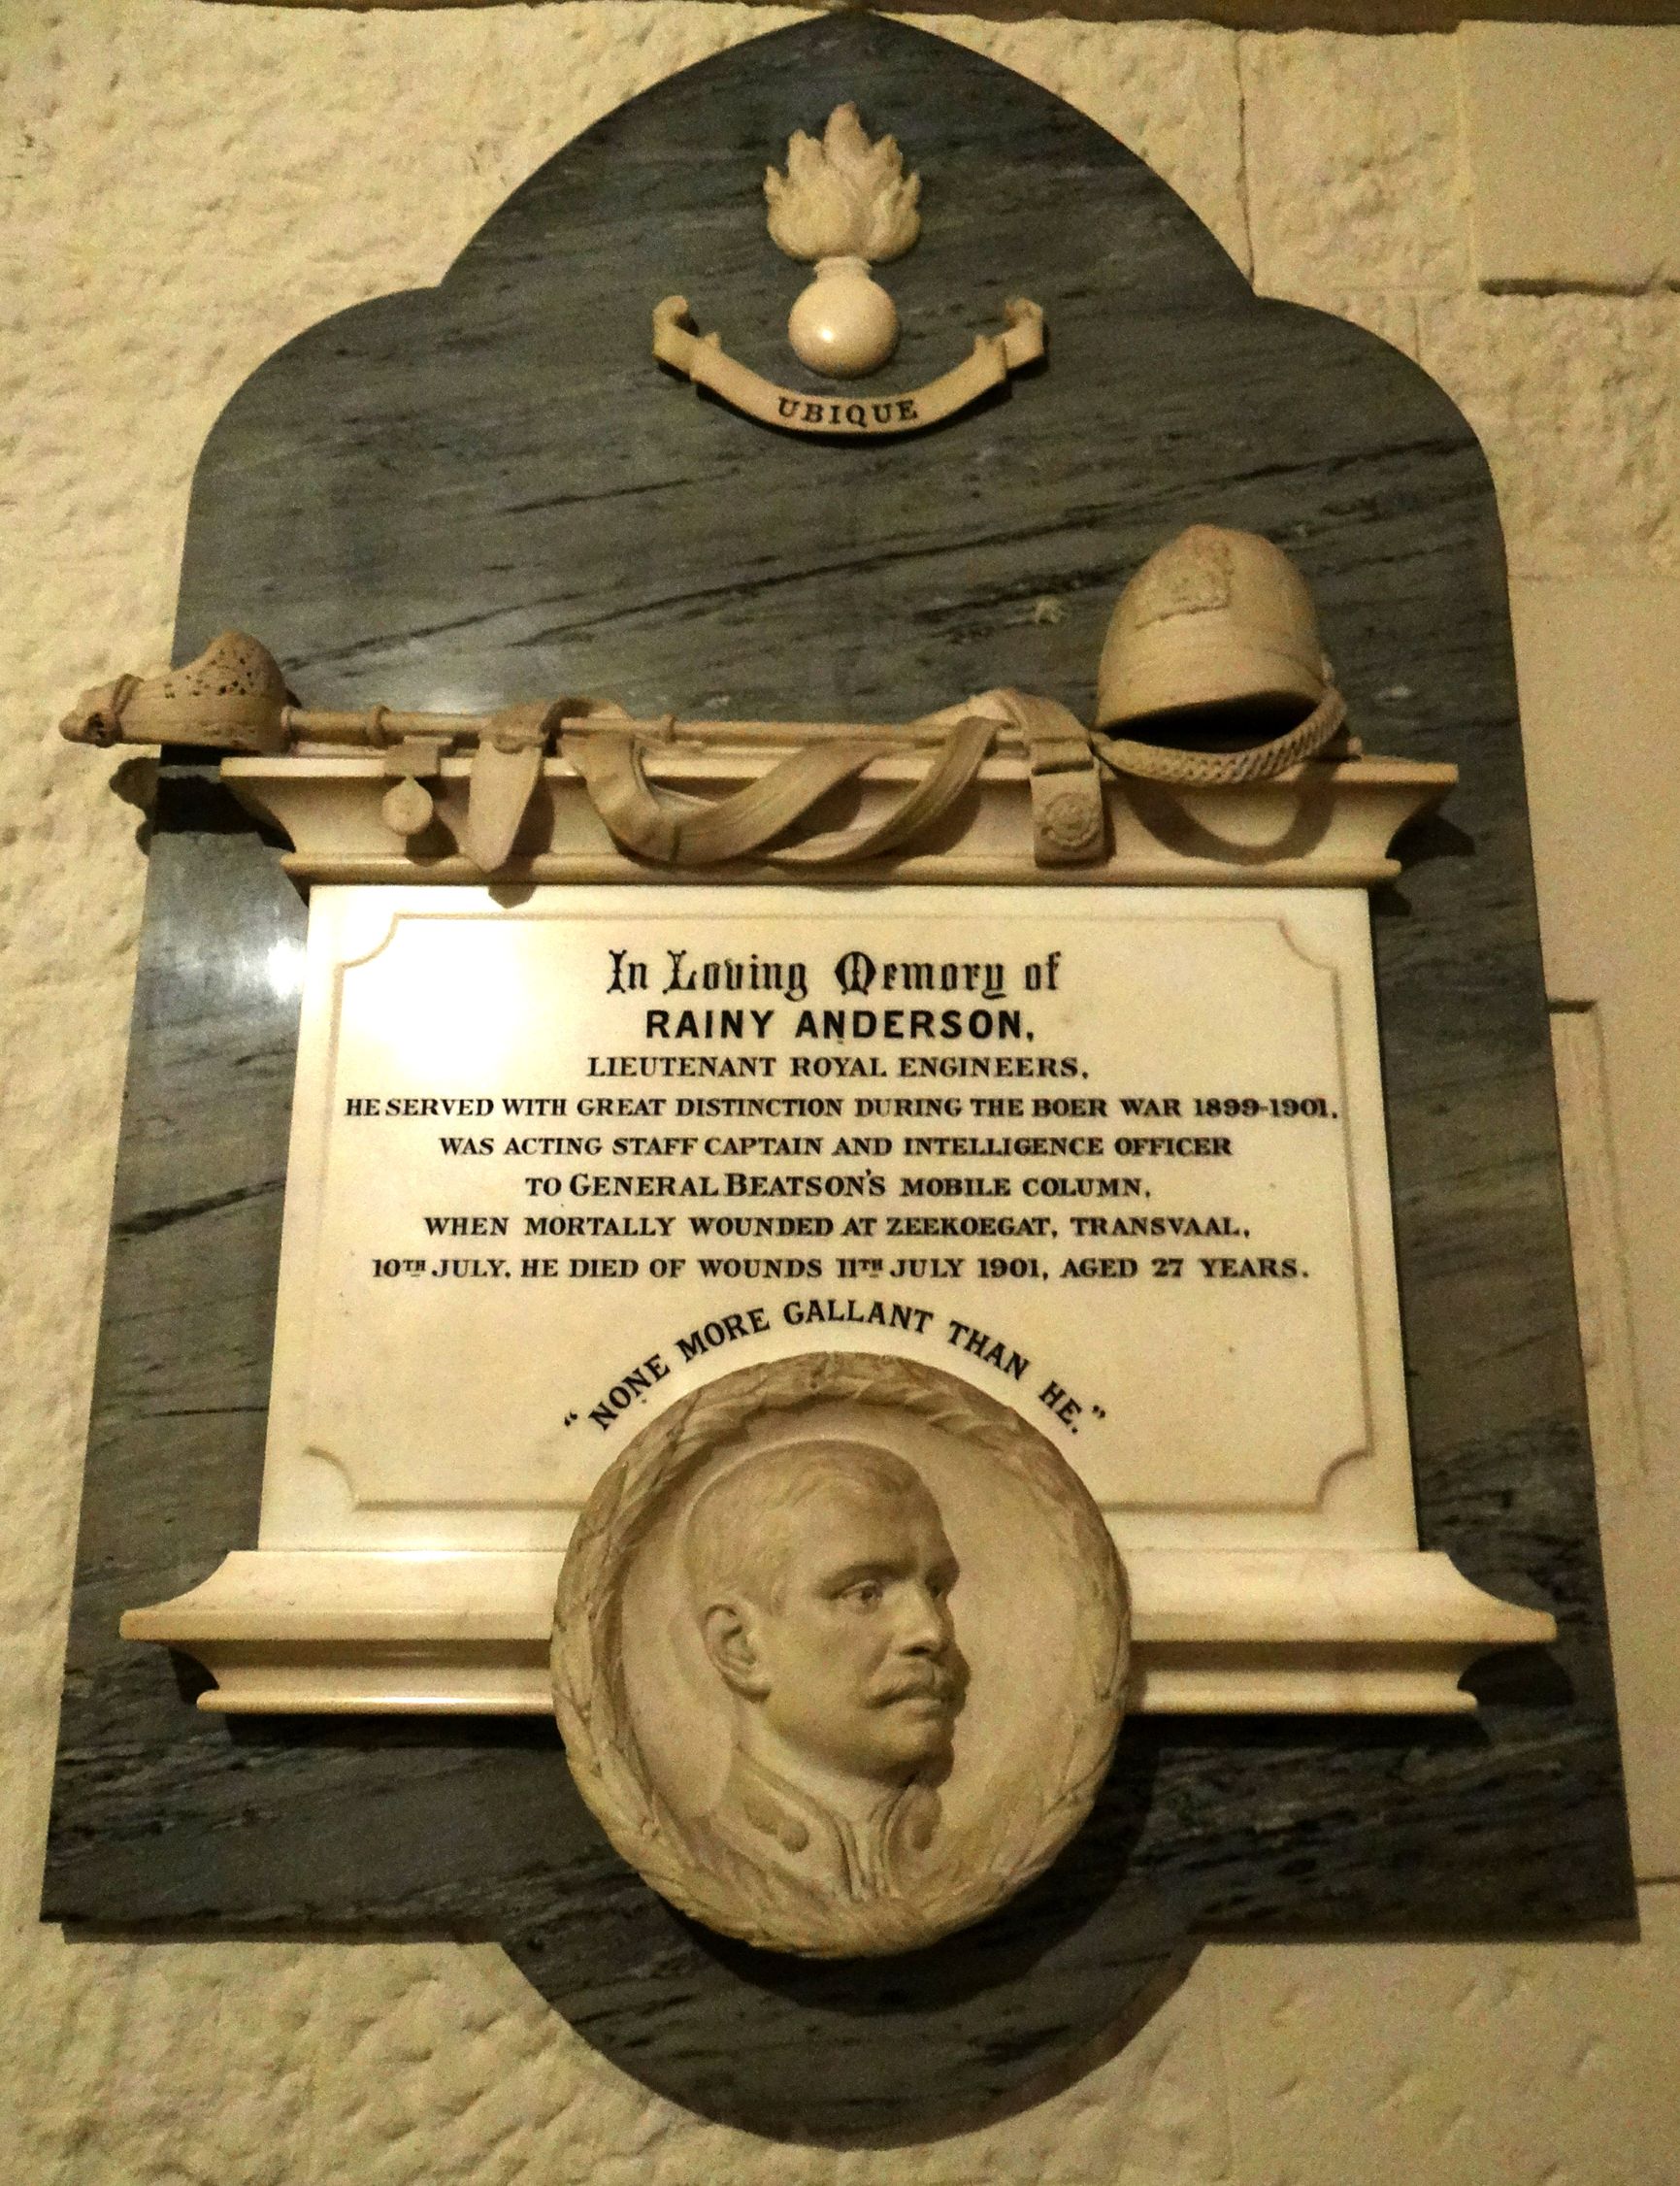 UBIQUE
In Loving Memory of
RAINY ANDERSON,
LIEUTENANT ROYAL ENGINEERS,
HE SERVED WITH GREAT DISTINCTION DURING THE BOER WAR 1899-1901,
WAS ACTING STAFF CAPTAIN AND INTELLIGENCE OFFICER
TO GENERAL BEATSON'S MOBILE COLUMN,
WHEN MORTALLY WOUNDED AT ZEEKOEGAT, TRANSVAAL,
10TH JULY. HE DIED OF WOUNDS 11TH JULY 1901, AGED 27 YEARS.
"NONE MORE GALLANT THAN HE."